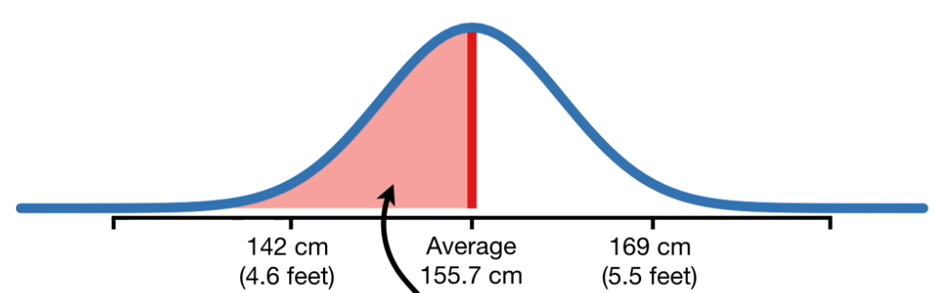 142 cm
(4.6 feet)
Average
155.7 cm
169 cm
(5.5 feet)